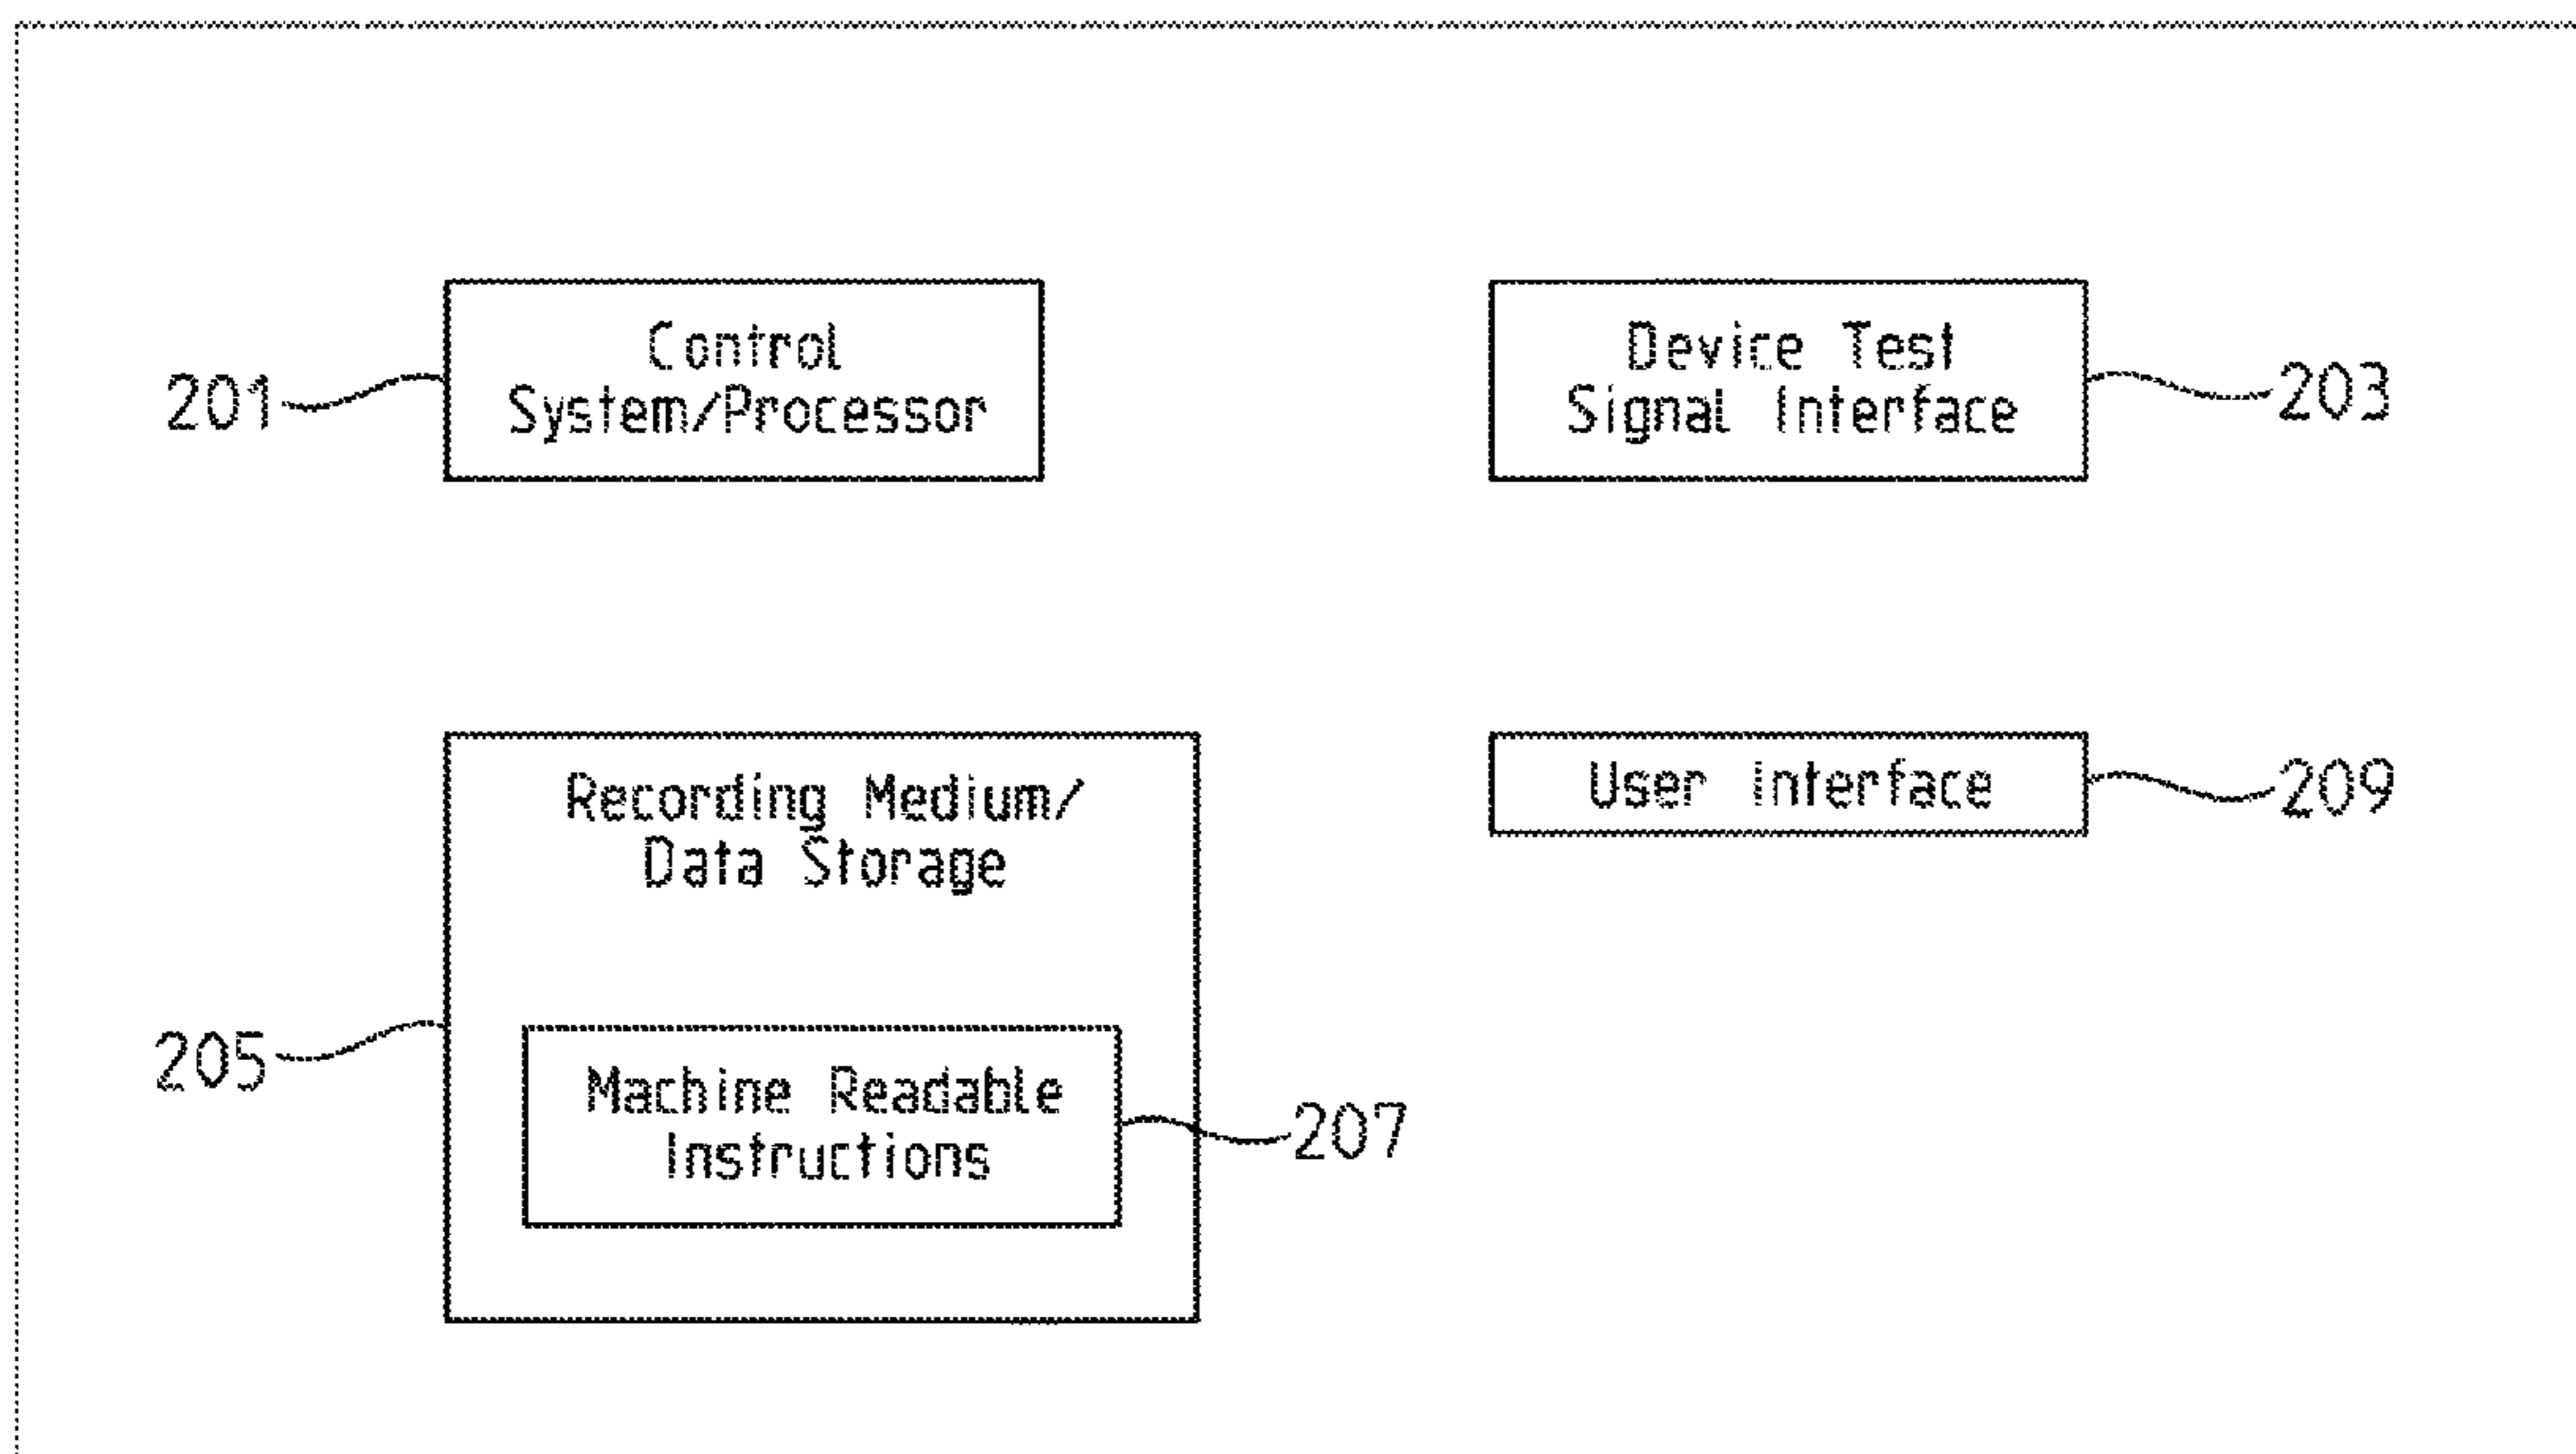 Control
System/Processor
201
Device Test
Signal Interface
203
Recording Medium/
Data Storage
205
Machine Readable
Instructions
207
User Interface
209